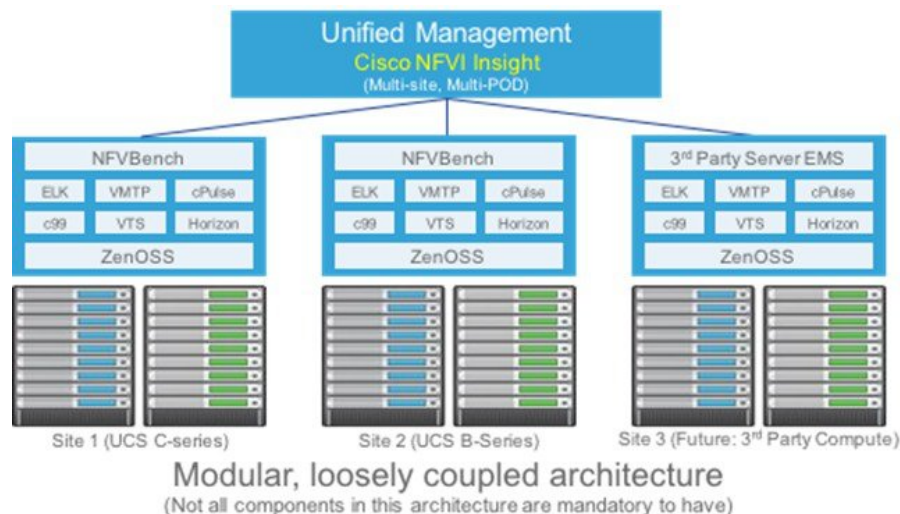 Unified Management
Cisco NFVI Insight
(Multi-site, Multi-POD)
NFVBench
ELK VMTP cPulse
c99 VTS Horizon
ZenOSS
Site 1 (UCS C-series)
NFVBench
ELK VMTP cPulse
c99 VTS Horizon
ZenOSS
Site 2 (UCS B-Series)
3rd Party Server EMS
ELK VMTP cPulse
c99 VTS Horizon
ZenOSS
Site 3 (Future: 3rd Party Compute)
Modular, loosely coupled architecture
(Not all components in this architecture are mandatory to have)